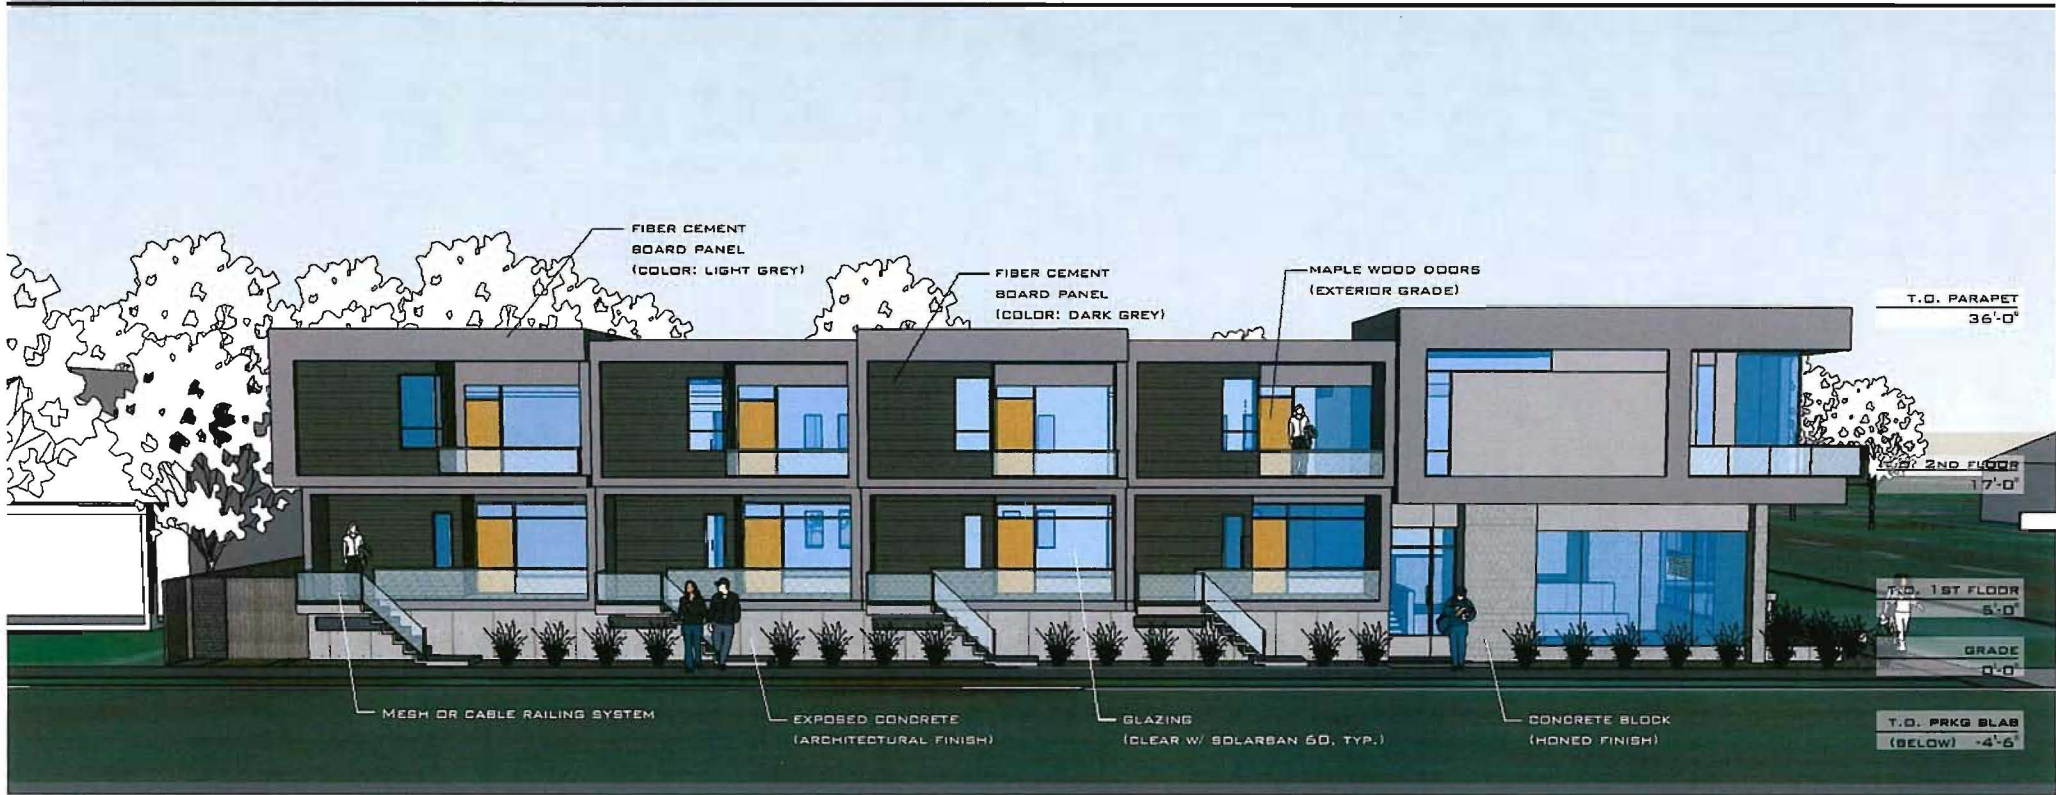 FIBER CEMENT
BOARD PANEL
(COLOR: LIGHT GREY)
FIBER CEMENT
BOARD PANEL
(COLOR: DARK GREY)
MAPLE WOOD DOORS
(EXTERIOR GRADE)
T.O. PARAPET
36'-0"
T.O. 2ND FLOOR
17'-0"
T.O. 1ST FLOOR
5'-0"
GRADE
0'-0"
T.O. PRKG SLAB
(BELOW) -4'-6"
MESH OR CABLE RAILING SYSTEM
EXPOSED CONCRETE
(ARCHITECTURAL FINISH)
GLAZING
(CLEAR W/ SOLARBAN 60, TYP.)
CONCRETE BLOCK
(HONED FINISH)